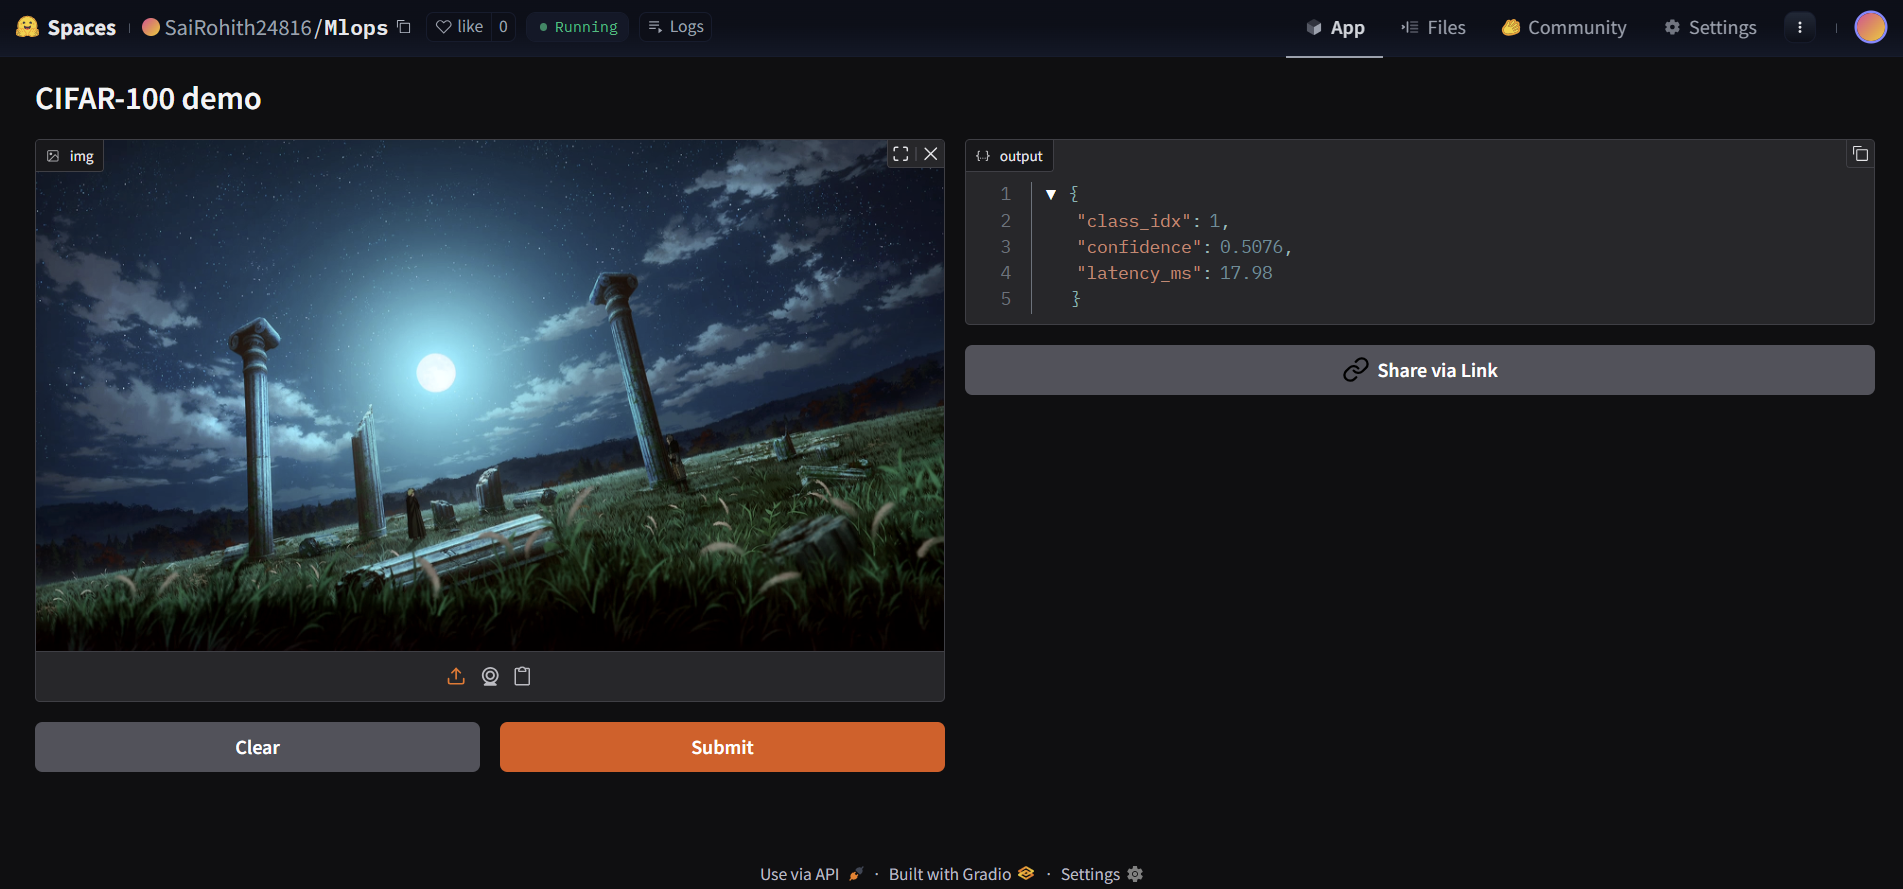 Spaces SaiRohith24816/Mlops like 0 Running Logs App Files Community Settings
CIFAR-100 demo
img
output
1 {
2 "class_idx": 1,
3 "confidence": 0.5076,
4 "latency_ms": 17.98
5 }
Share via Link
Clear Submit
Use via API · Built with Gradio · Settings